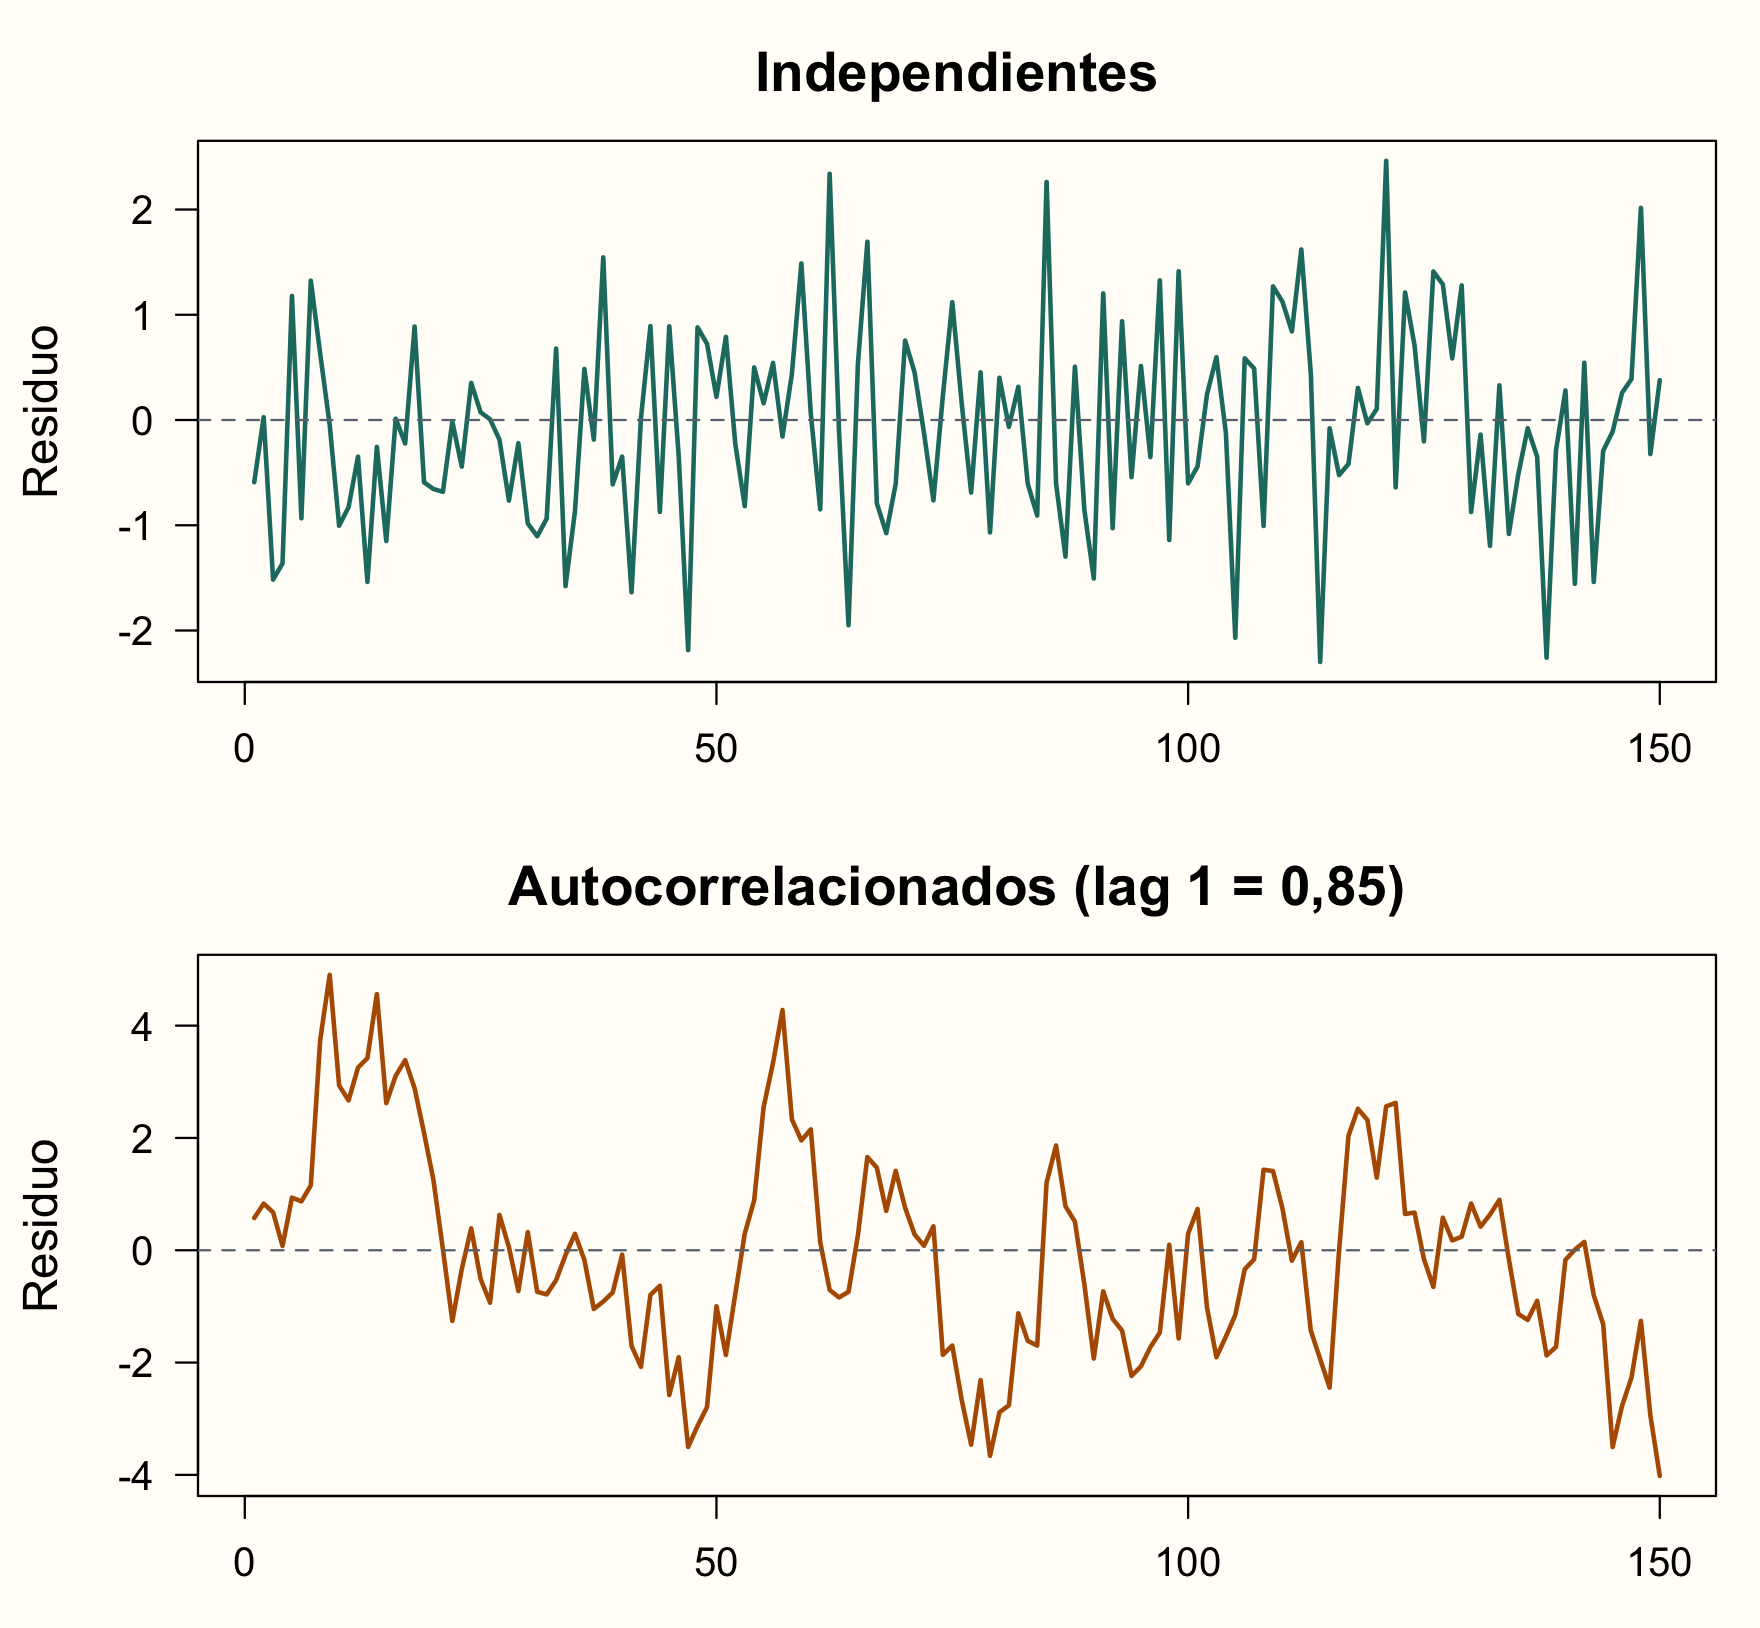 Independientes
Residuo
2
1
0
-1
-2
0 50 100 150
Autocorrelacionados (lag 1 = 0,85)
Residuo
4
2
0
-2
-4
0 50 100 150